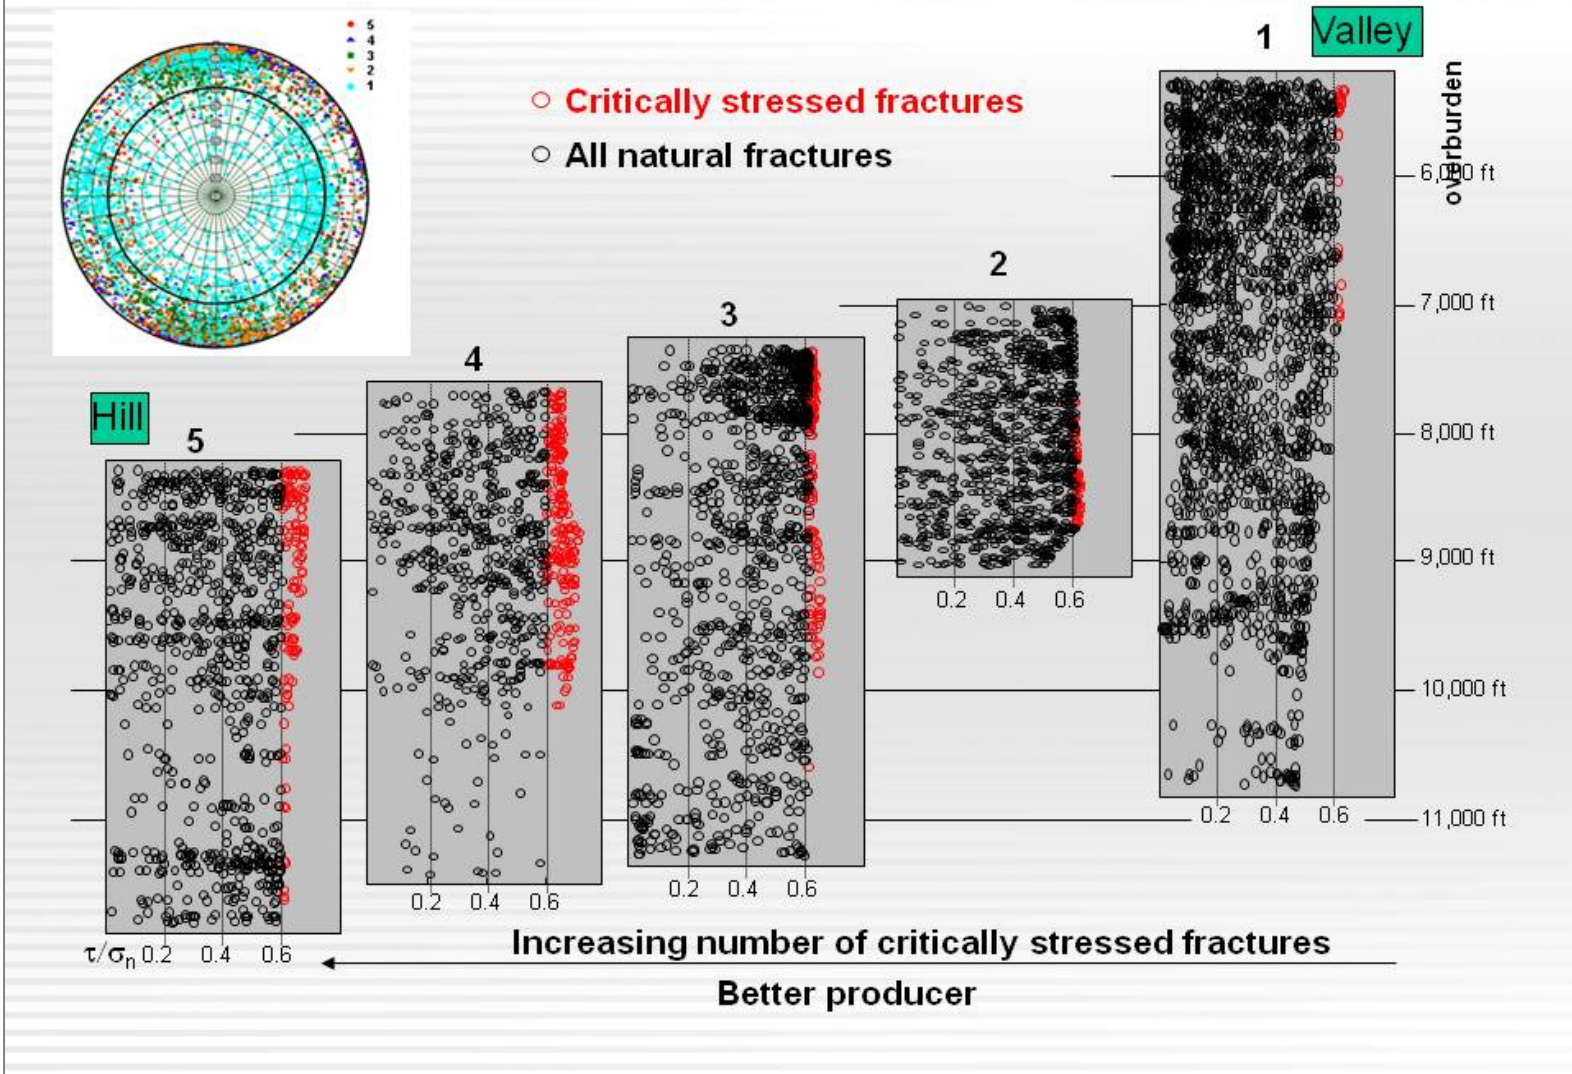 5
4
3
2
1
Critically stressed fractures
All natural fractures
1
Valley
overburden
6,000 ft
2
7,000 ft
3
4
Hill
5
8,000 ft
9,000 ft
0.2 0.4 0.6
10,000 ft
0.2 0.4 0.6
11,000 ft
0.2 0.4 0.6
0.2 0.4 0.6
τ/σn 0.2 0.4 0.6
Increasing number of critically stressed fractures
Better producer